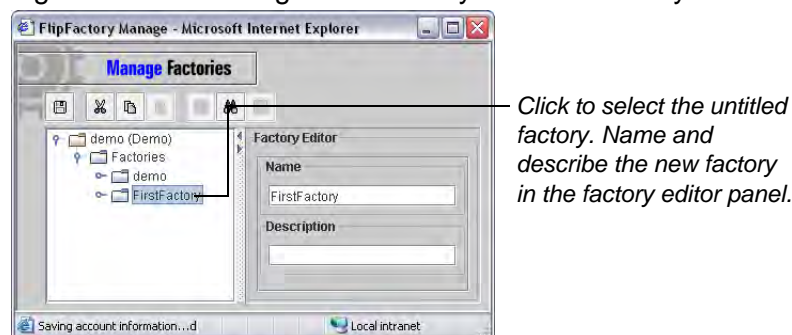 FlipFactory Manage - Microsoft Internet Explorer
Manage Factories
demo (Demo)
Factories
demo
FirstFactory
Factory Editor
Name
FirstFactory
Description
Saving account information...d
Local intranet
Click to select the untitled
factory. Name and
describe the new factory
in the factory editor panel.